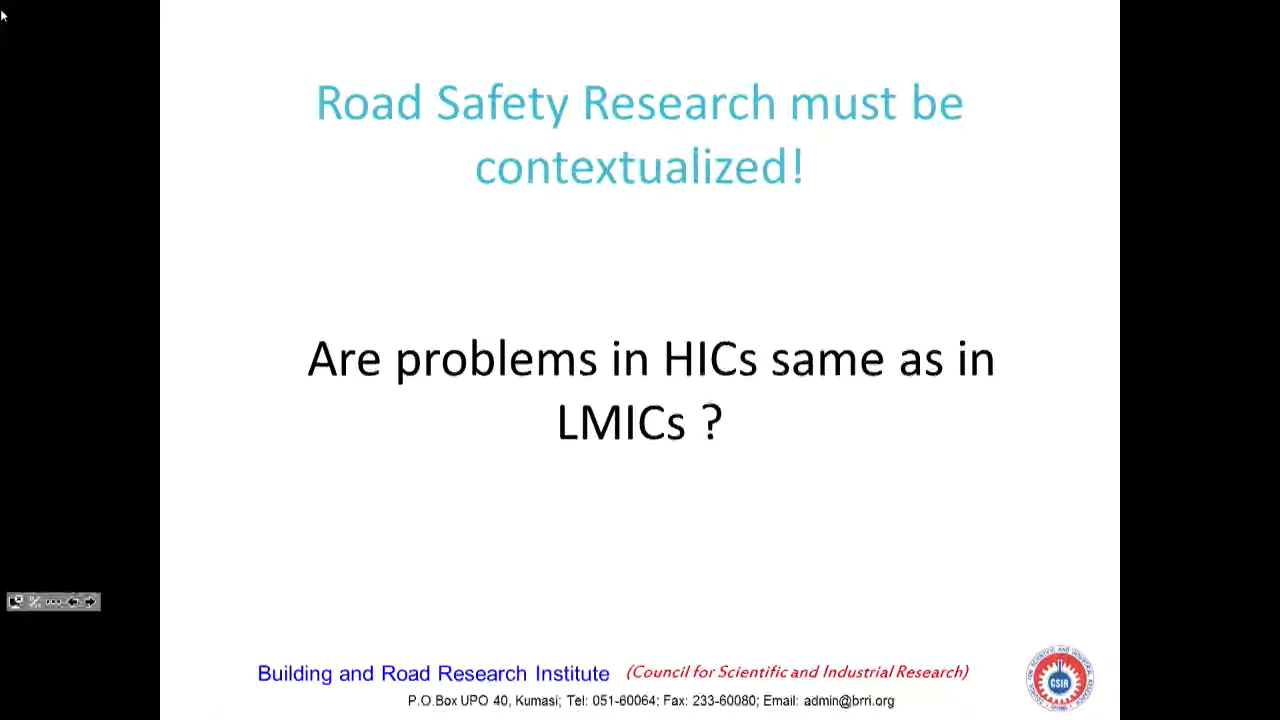 Road Safety Research must be
contextualized!
Are problems in HICs same as in
LMICs ?
Building and Road Research Institute (Council for Scientific and Industrial Research)
P.O.Box UPO 40, Kumasi; Tel: 051-60064; Fax: 233-60080; Email: admin@brri.org
CSIR